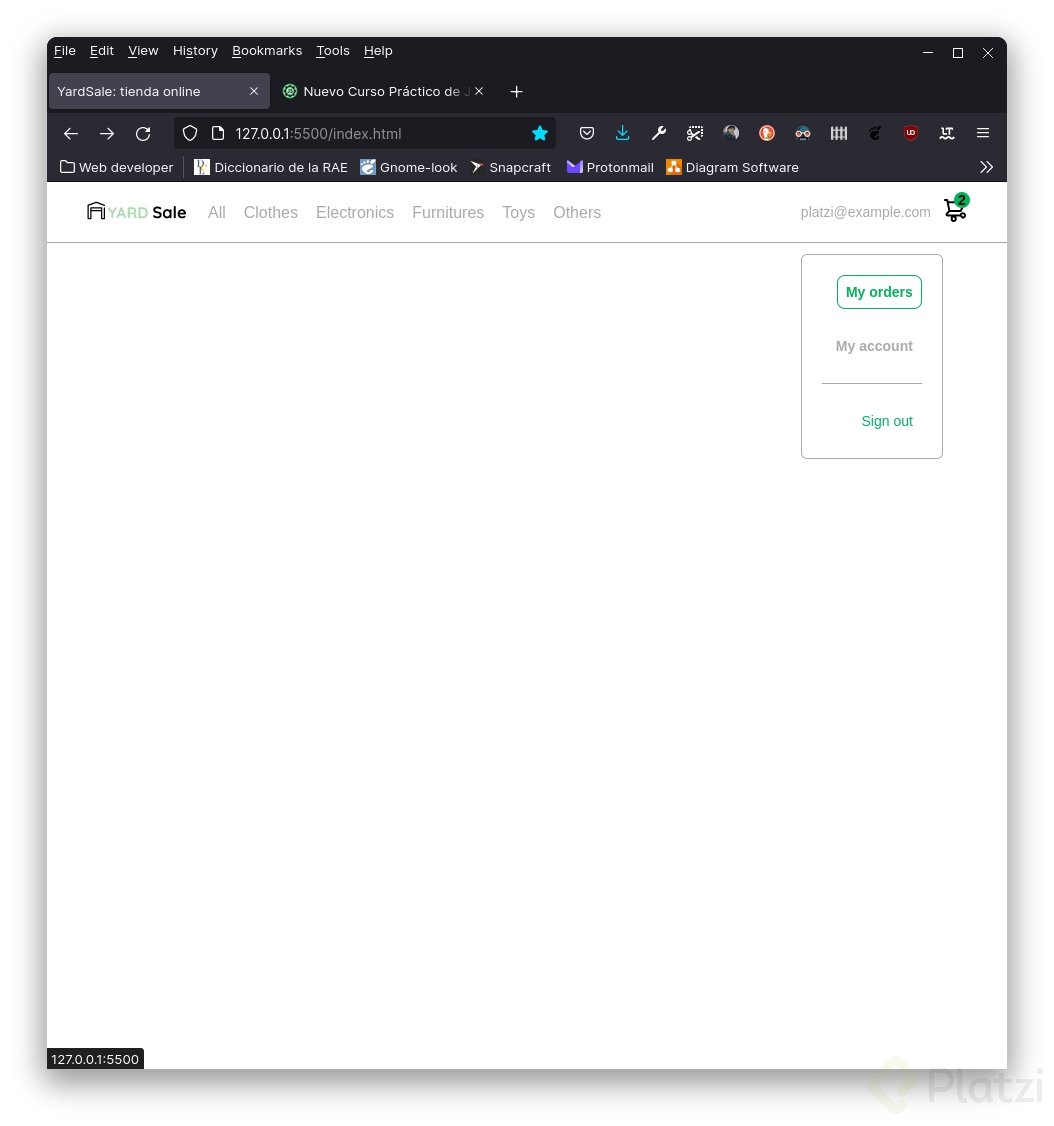 File Edit View History Bookmarks Tools Help
YardSale: tienda online Nuevo Curso Práctico de J
127.0.0.1:5500/index.html
Web developer Diccionario de la RAE Gnome-look Snapcraft Protonmail Diagram Software
YARD Sale All Clothes Electronics Furnitures Toys Others platzi@example.com 2
My orders
My account
Sign out
127.0.0.1:5500
Platzi